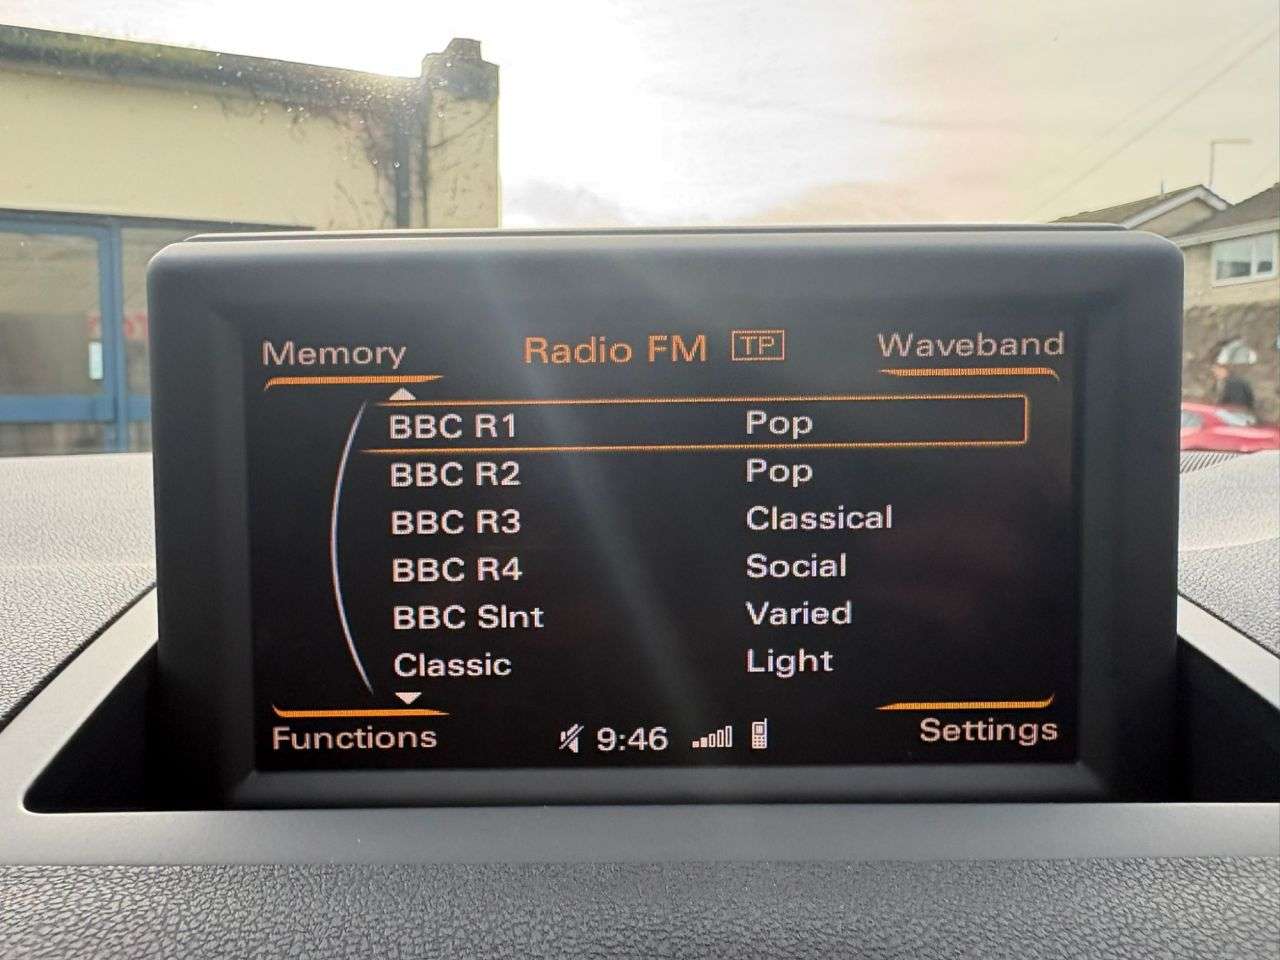 Memory Radio FM TP Waveband
BBC R1 Pop
BBC R2 Pop
BBC R3 Classical
BBC R4 Social
BBC Slnt Varied
Classic Light
Functions 9:46 Settings